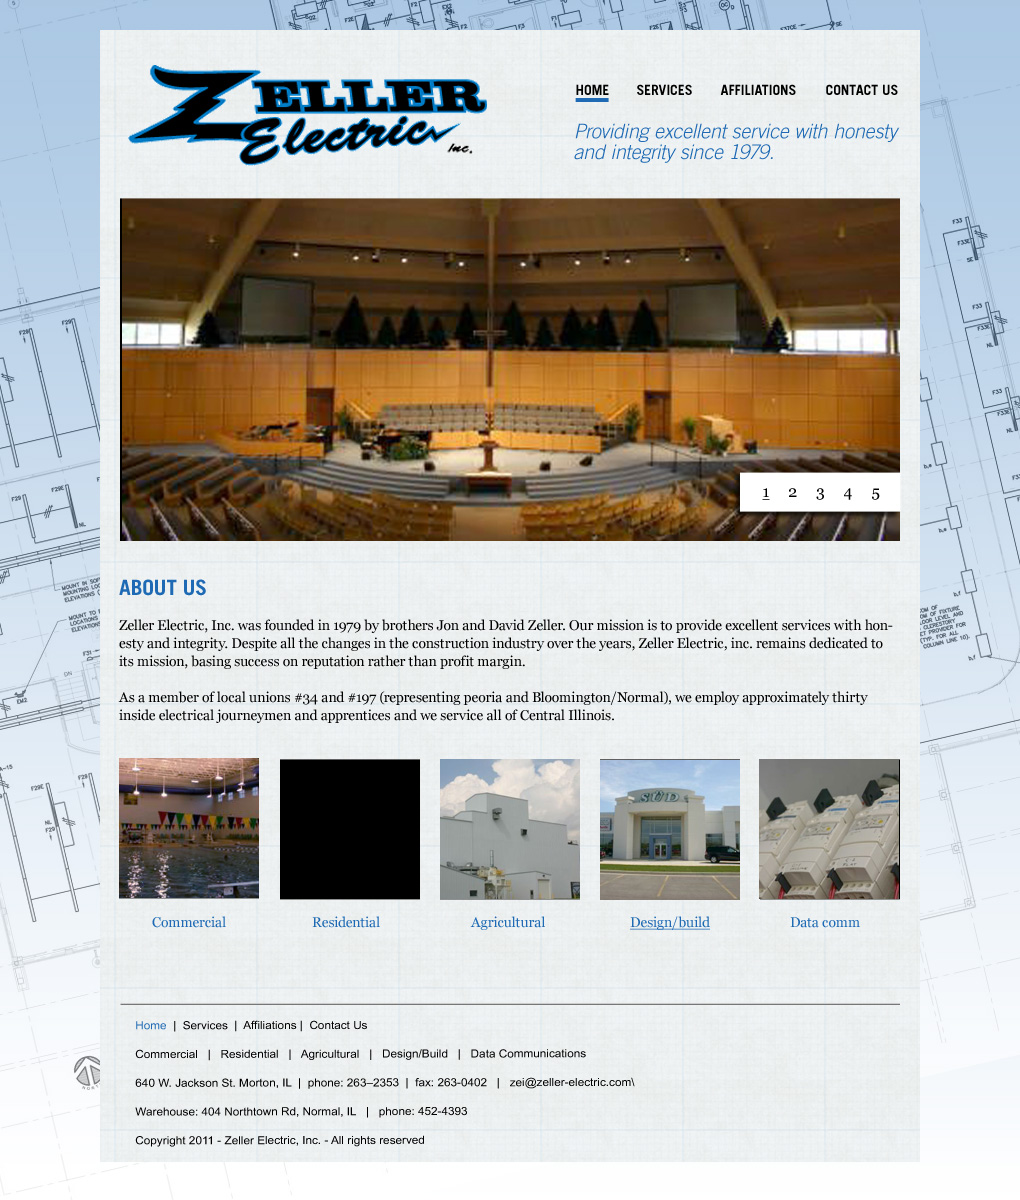 ZELLER
Electric
Inc.
HOME SERVICES AFFILIATIONS CONTACT US
Providing excellent service with honesty
and integrity since 1979.
1 2 3 4 5
ABOUT US
Zeller Electric, Inc. was founded in 1979 by brothers Jon and David Zeller. Our mission is to provide excellent services with hon-
esty and integrity. Despite all the changes in the construction industry over the years, Zeller Electric, inc. remains dedicated to
its mission, basing success on reputation rather than profit margin.
As a member of local unions #34 and #197 (representing peoria and Bloomington/Normal), we employ approximately thirty
inside electrical journeymen and apprentices and we service all of Central Illinois.
SUD
Commercial Residential Agricultural Design/build Data comm
Home | Services | Affiliations | Contact Us
Commercial | Residential | Agricultural | Design/Build | Data Communications
640 W. Jackson St. Morton, IL | phone: 263–2353 | fax: 263-0402 | zei@zeller-electric.com\
Warehouse: 404 Northtown Rd, Normal, IL | phone: 452-4393
Copyright 2011 - Zeller Electric, Inc. - All rights reserved